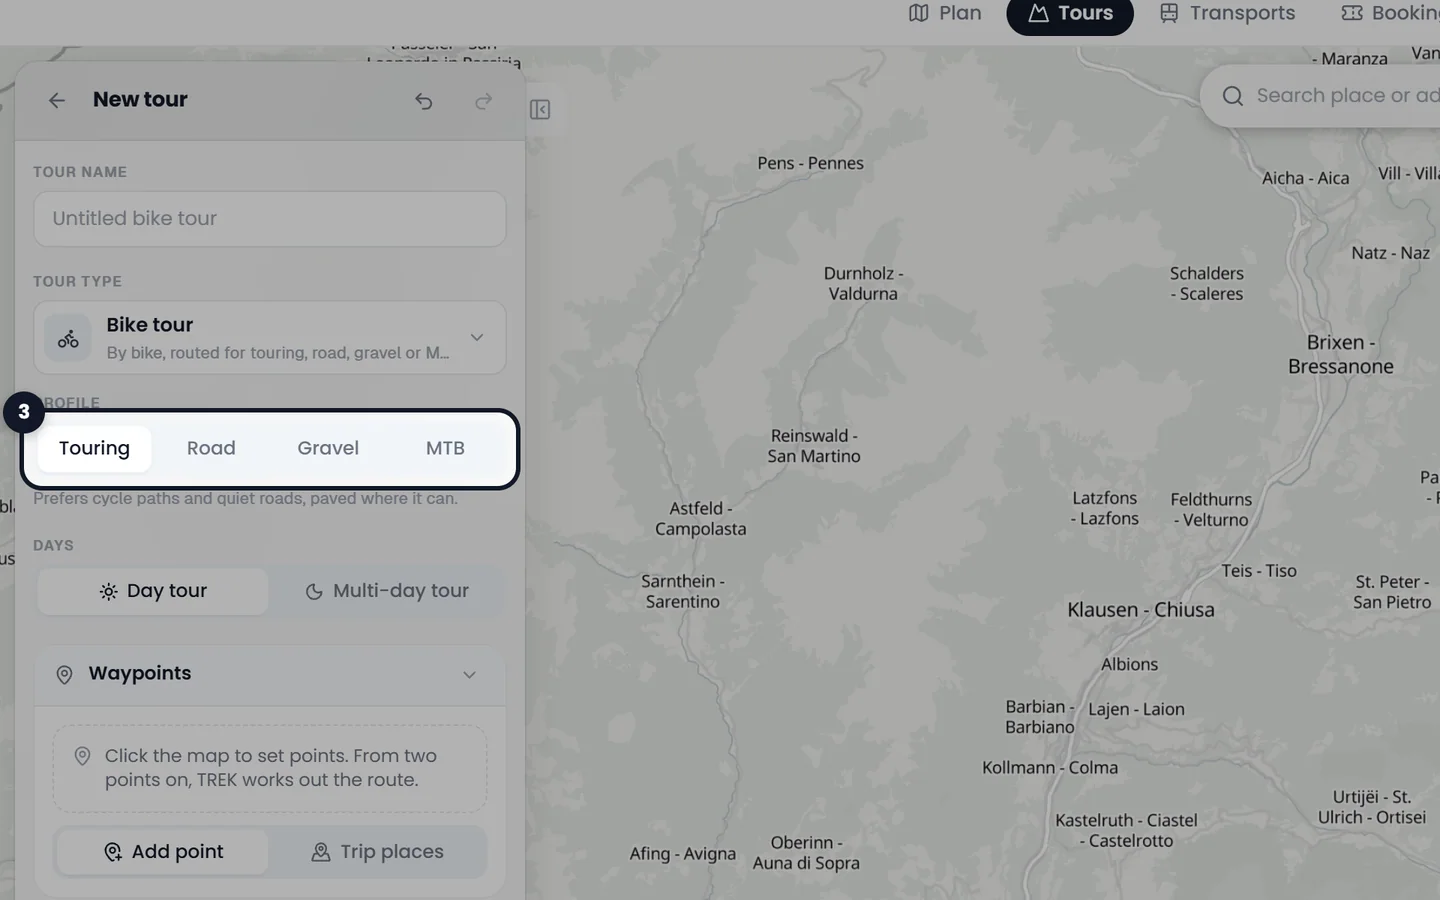 Plan
Tours
Transports
Booking
Leonardo in Passiria
- Maranza
Van
New tour
Search place or ad
TOUR NAME
Untitled bike tour
TOUR TYPE
Bike tour
By bike, routed for touring, road, gravel or M...
3
PROFILE
Touring
Road
Gravel
MTB
Prefers cycle paths and quiet roads, paved where it can.
DAYS
Day tour
Multi-day tour
Waypoints
Click the map to set points. From two
points on, TREK works out the route.
Add point
Trip places
Pens - Pennes
Aicha - Aica
Vill - Villa
Natz - Naz
Durnholz -
Valdurna
Schalders
- Scaleres
Brixen -
Bressanone
Reinswald -
San Martino
Latzfons
- Lazfons
Feldthurns
- Velturno
Astfeld -
Campolasta
Teis - Tiso
Sarnthein -
Sarentino
St. Peter -
San Pietro
Klausen - Chiusa
Albions
Barbian -
Barbiano
Lajen - Laion
Kollmann - Colma
Urtijëi - St.
Ulrich - Ortisei
Kastelruth - Ciastel
- Castelrotto
Afing - Avigna
Oberinn -
Auna di Sopra